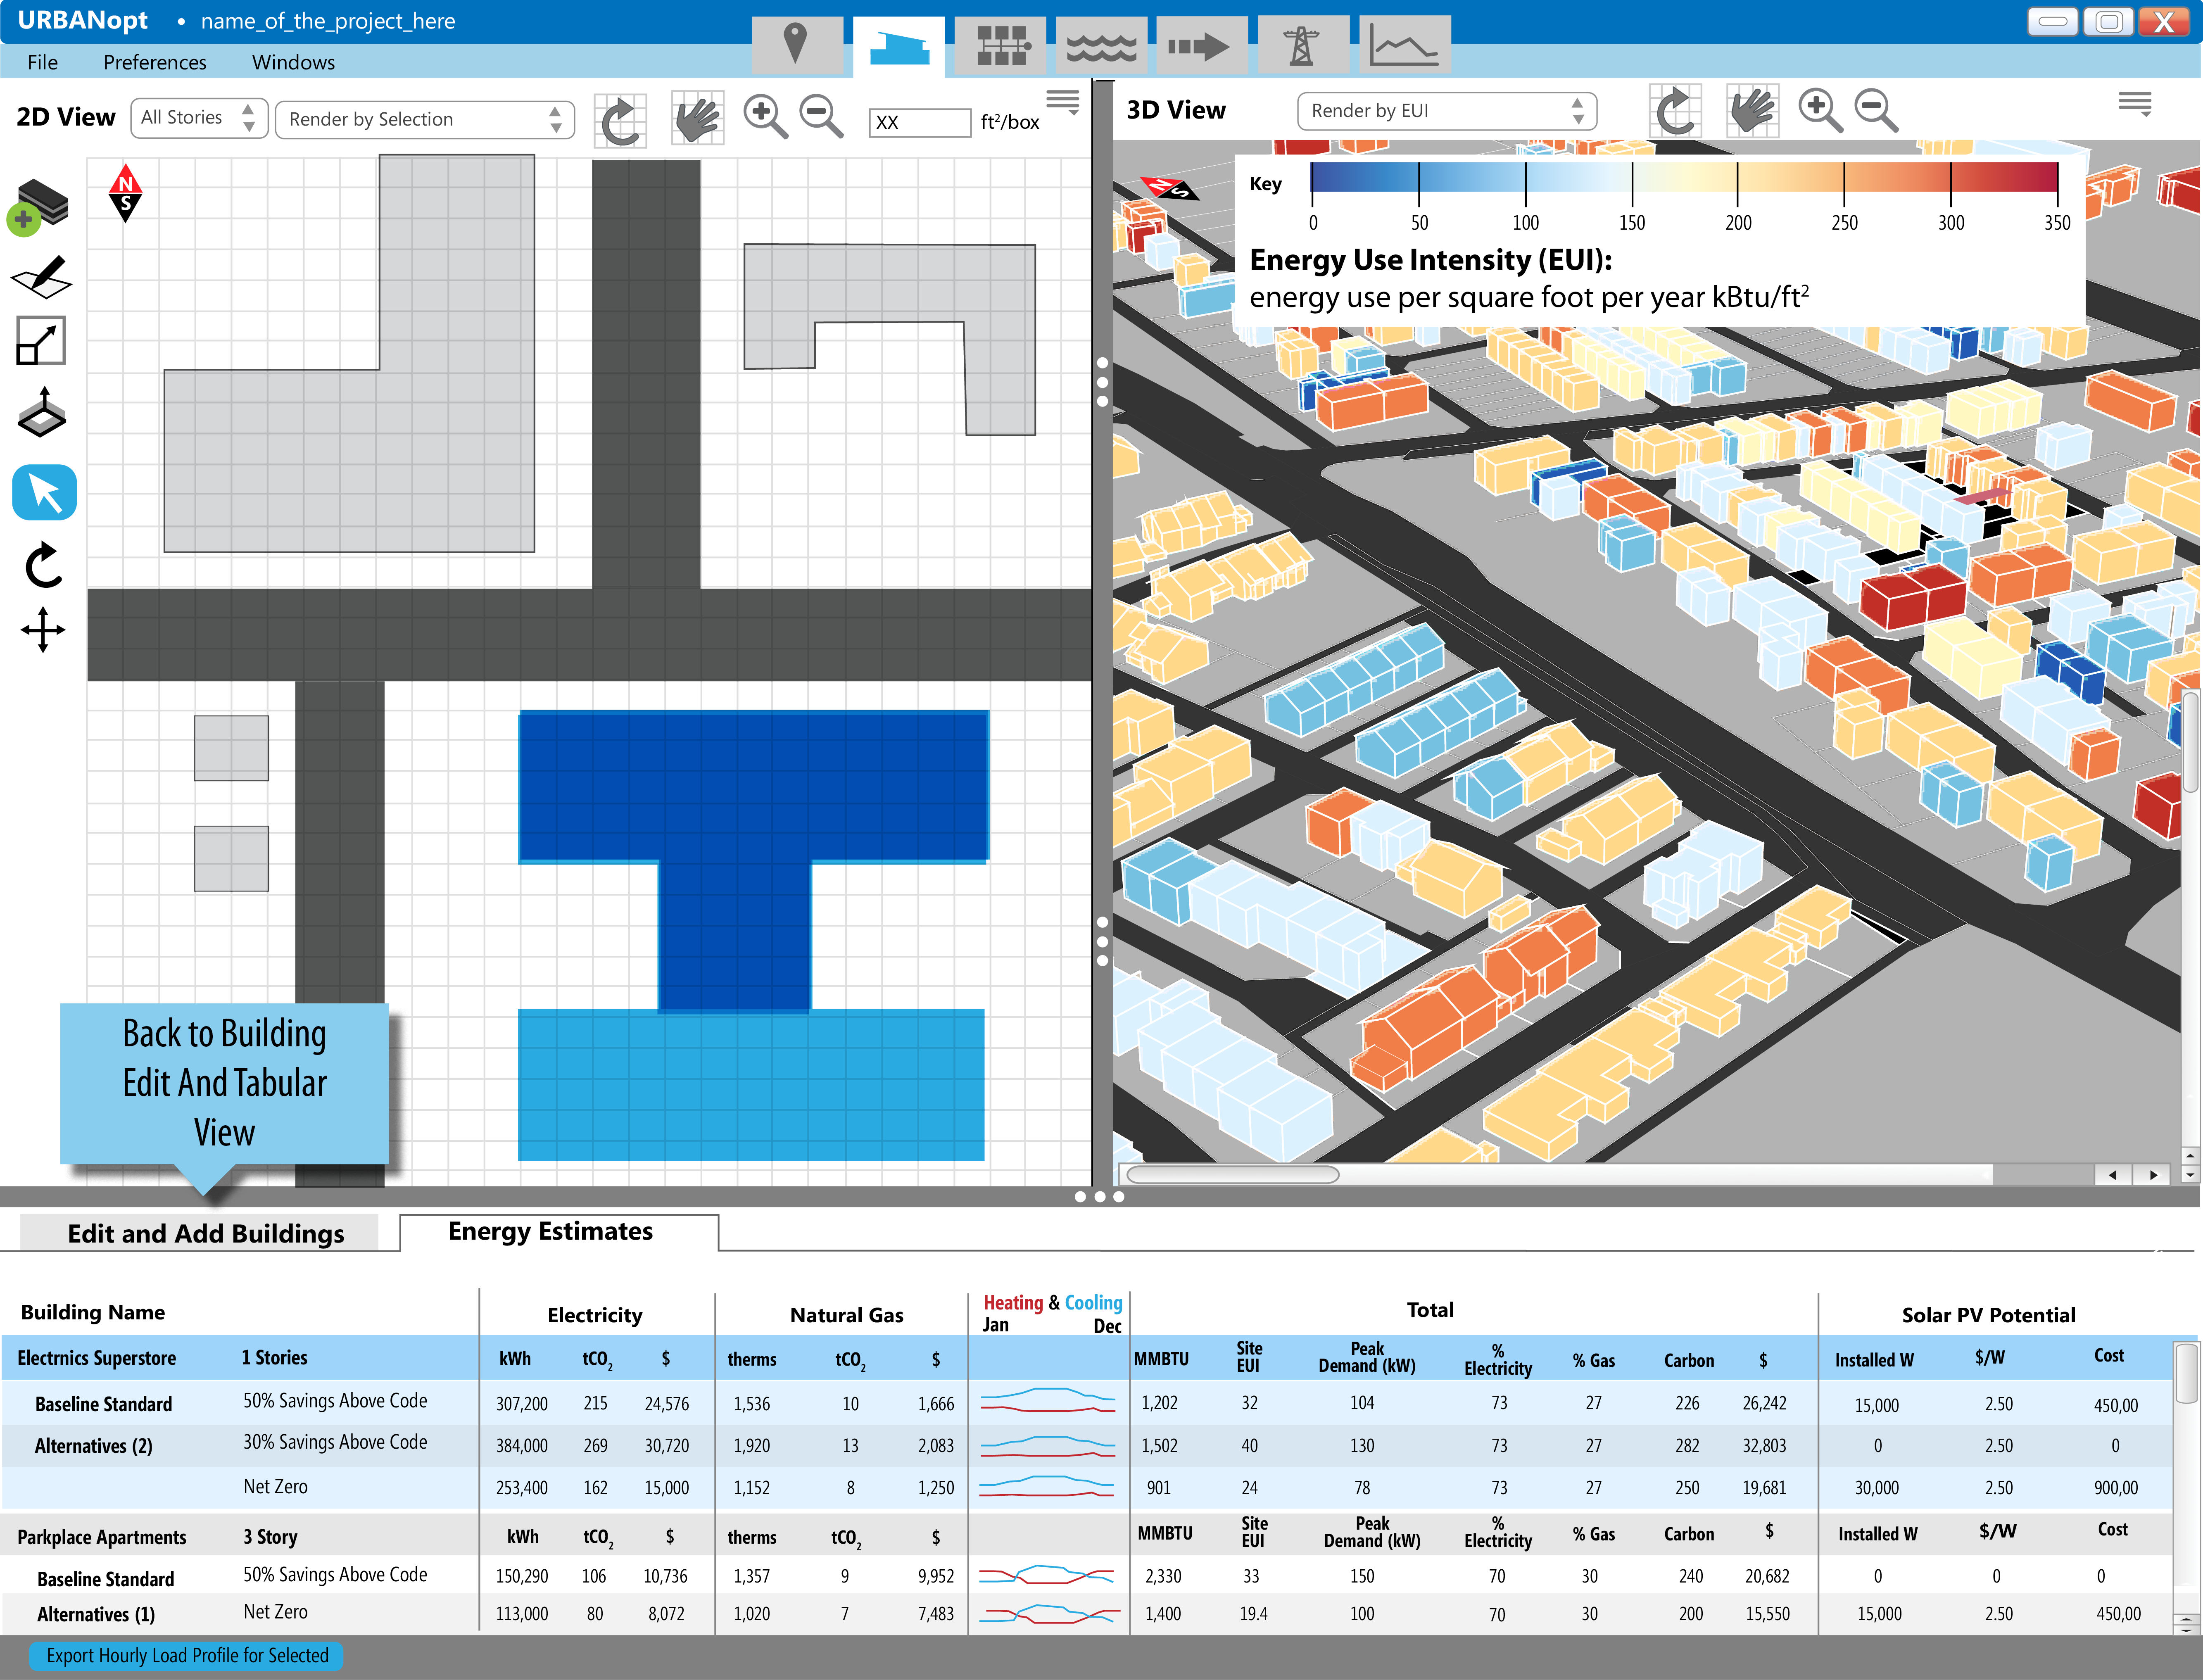 URBANopt • name_of_the_project_here
X
File Preferences Windows
2D View All Stories Render by Selection XX ft²/box
3D View Render by EUI
N
S
N
S
Key
0 50 100 150 200 250 300 350
Energy Use Intensity (EUI):
energy use per square foot per year kBtu/ft²
Back to Building
Edit And Tabular
View
Edit and Add Buildings Energy Estimates
Building Name Electricity Natural Gas Heating & Cooling Total Solar PV Potential
Jan Dec
Electrnics Superstore 1 Stories kWh tCO₂ $ therms tCO₂ $ MMBTU Site EUI Peak Demand (kW) % Electricity % Gas Carbon $ Installed W $/W Cost
Baseline Standard 50% Savings Above Code 307,200 215 24,576 1,536 10 1,666 1,202 32 104 73 27 226 26,242 15,000 2.50 450,00
Alternatives (2) 30% Savings Above Code 384,000 269 30,720 1,920 13 2,083 1,502 40 130 73 27 282 32,803 0 2.50 0
Net Zero 253,400 162 15,000 1,152 8 1,250 901 24 78 73 27 250 19,681 30,000 2.50 900,00
Parkplace Apartments 3 Story kWh tCO₂ $ therms tCO₂ $ MMBTU Site EUI Peak Demand (kW) % Electricity % Gas Carbon $ Installed W $/W Cost
Baseline Standard 50% Savings Above Code 150,290 106 10,736 1,357 9 9,952 2,330 33 150 70 30 240 20,682 0 0 0
Alternatives (1) Net Zero 113,000 80 8,072 1,020 7 7,483 1,400 19.4 100 70 30 200 15,550 15,000 2.50 450,00
Export Hourly Load Profile for Selected